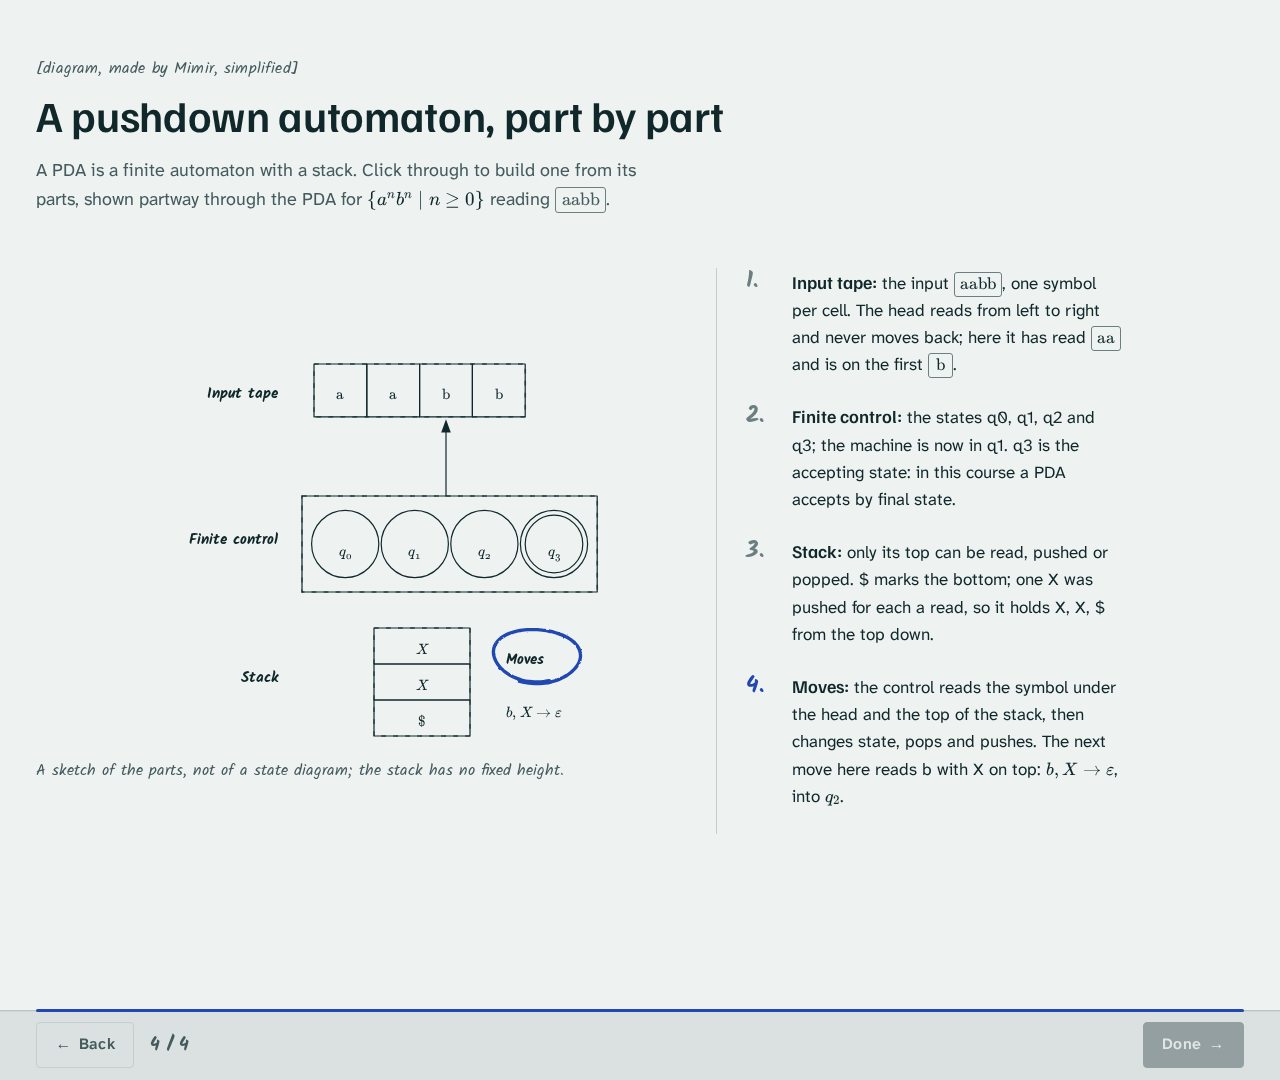 [diagram, made by Mimir, simplified]
A pushdown automaton, part by part
A PDA is a finite automaton with a stack. Click through to build one from its
parts, shown partway through the PDA for {aⁿbⁿ | n ≥ 0} reading aabb.
Input tape
a a b b
Finite control
q₀ q₁ q₂ q₃
Stack
X
X
$
Moves
b, X → ε
A sketch of the parts, not of a state diagram; the stack has no fixed height.
1. Input tape: the input aabb, one symbol
per cell. The head reads from left to right
and never moves back; here it has read aa
and is on the first b.
2. Finite control: the states q0, q1, q2 and
q3; the machine is now in q1. q3 is the
accepting state: in this course a PDA
accepts by final state.
3. Stack: only its top can be read, pushed or
popped. $ marks the bottom; one X was
pushed for each a read, so it holds X, X, $
from the top down.
4. Moves: the control reads the symbol under
the head and the top of the stack, then
changes state, pops and pushes. The next
move here reads b with X on top: b, X → ε,
into q₂.
← Back
4 / 4
Done →